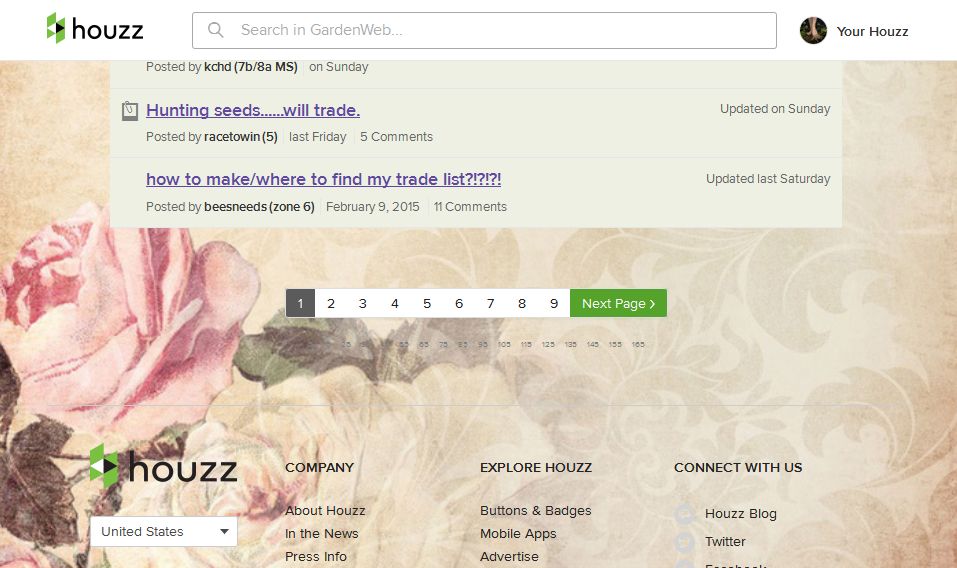 houzz
Search in GardenWeb...
Your Houzz
Posted by kchd (7b/8a MS) on Sunday
Hunting seeds......will trade.
Updated on Sunday
Posted by racetowin (5) last Friday 5 Comments
how to make/where to find my trade list?!?!?!
Updated last Saturday
Posted by beesneeds (zone 6) February 9, 2015 11 Comments
1 2 3 4 5 6 7 8 9 Next Page ›
65 75 85 95 105 115 125 135 145 155 165
houzz
United States
COMPANY
About Houzz
In the News
Press Info
EXPLORE HOUZZ
Buttons & Badges
Mobile Apps
Advertise
CONNECT WITH US
Houzz Blog
Twitter
Facebook